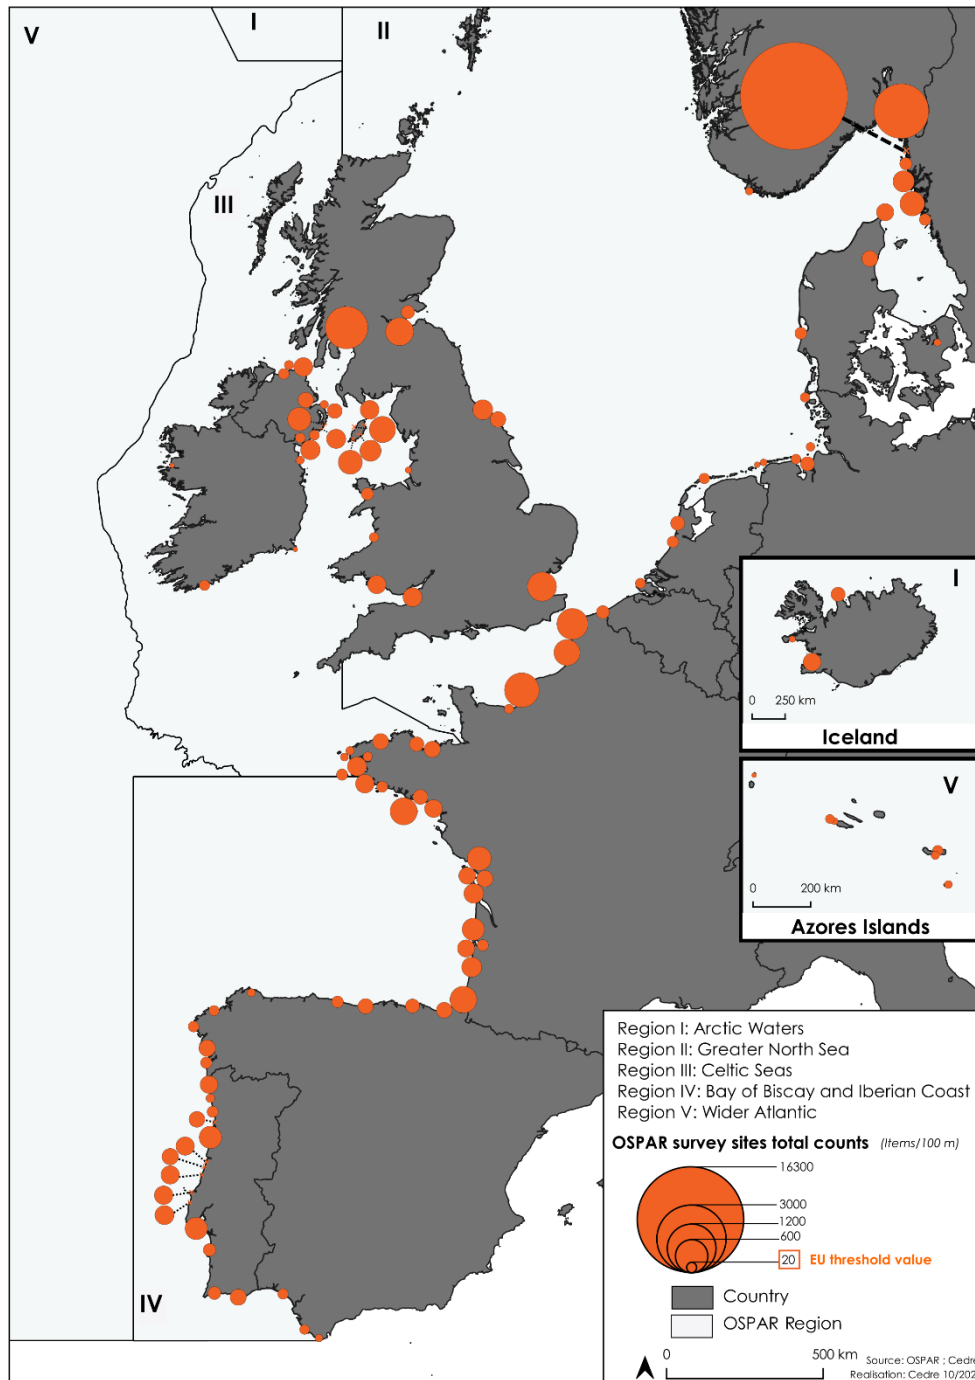 V
I
II
III
I
0 250 km
Iceland
V
0 200 km
Azores Islands
IV
Region I: Arctic Waters
Region II: Greater North Sea
Region III: Celtic Seas
Region IV: Bay of Biscay and Iberian Coast
Region V: Wider Atlantic
OSPAR survey sites total counts (Items/100 m)
16300
3000
1200
600
20 EU threshold value
Country
OSPAR Region
0 500 km
Source: OSPAR ; Cedre
Realisation: Cedre 10/202